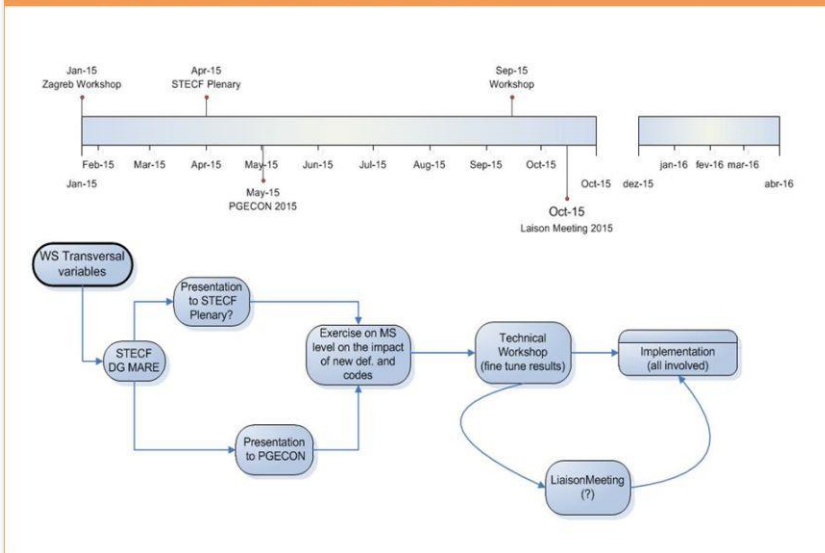 Jan-15
Zagreb Workshop
Apr-15
STECF Plenary
Sep-15
Workshop
Feb-15
Mar-15
Apr-15
May-15
Jun-15
Jul-15
Aug-15
Sep-15
Oct-15
jan-16
fev-16
mar-16
Jan-15
Oct-15
dez-15
abr-16
May-15
PGECON 2015
Oct-15
Laison Meeting 2015
WS Transversal
variables
Presentation
to STECF
Plenary?
STECF
DG MARE
Exercise on MS
level on the impact
of new def. and
codes
Technical
Workshop
(fine tune results)
Implementation
(all involved)
Presentation
to PGECON
LiaisonMeeting
(?)